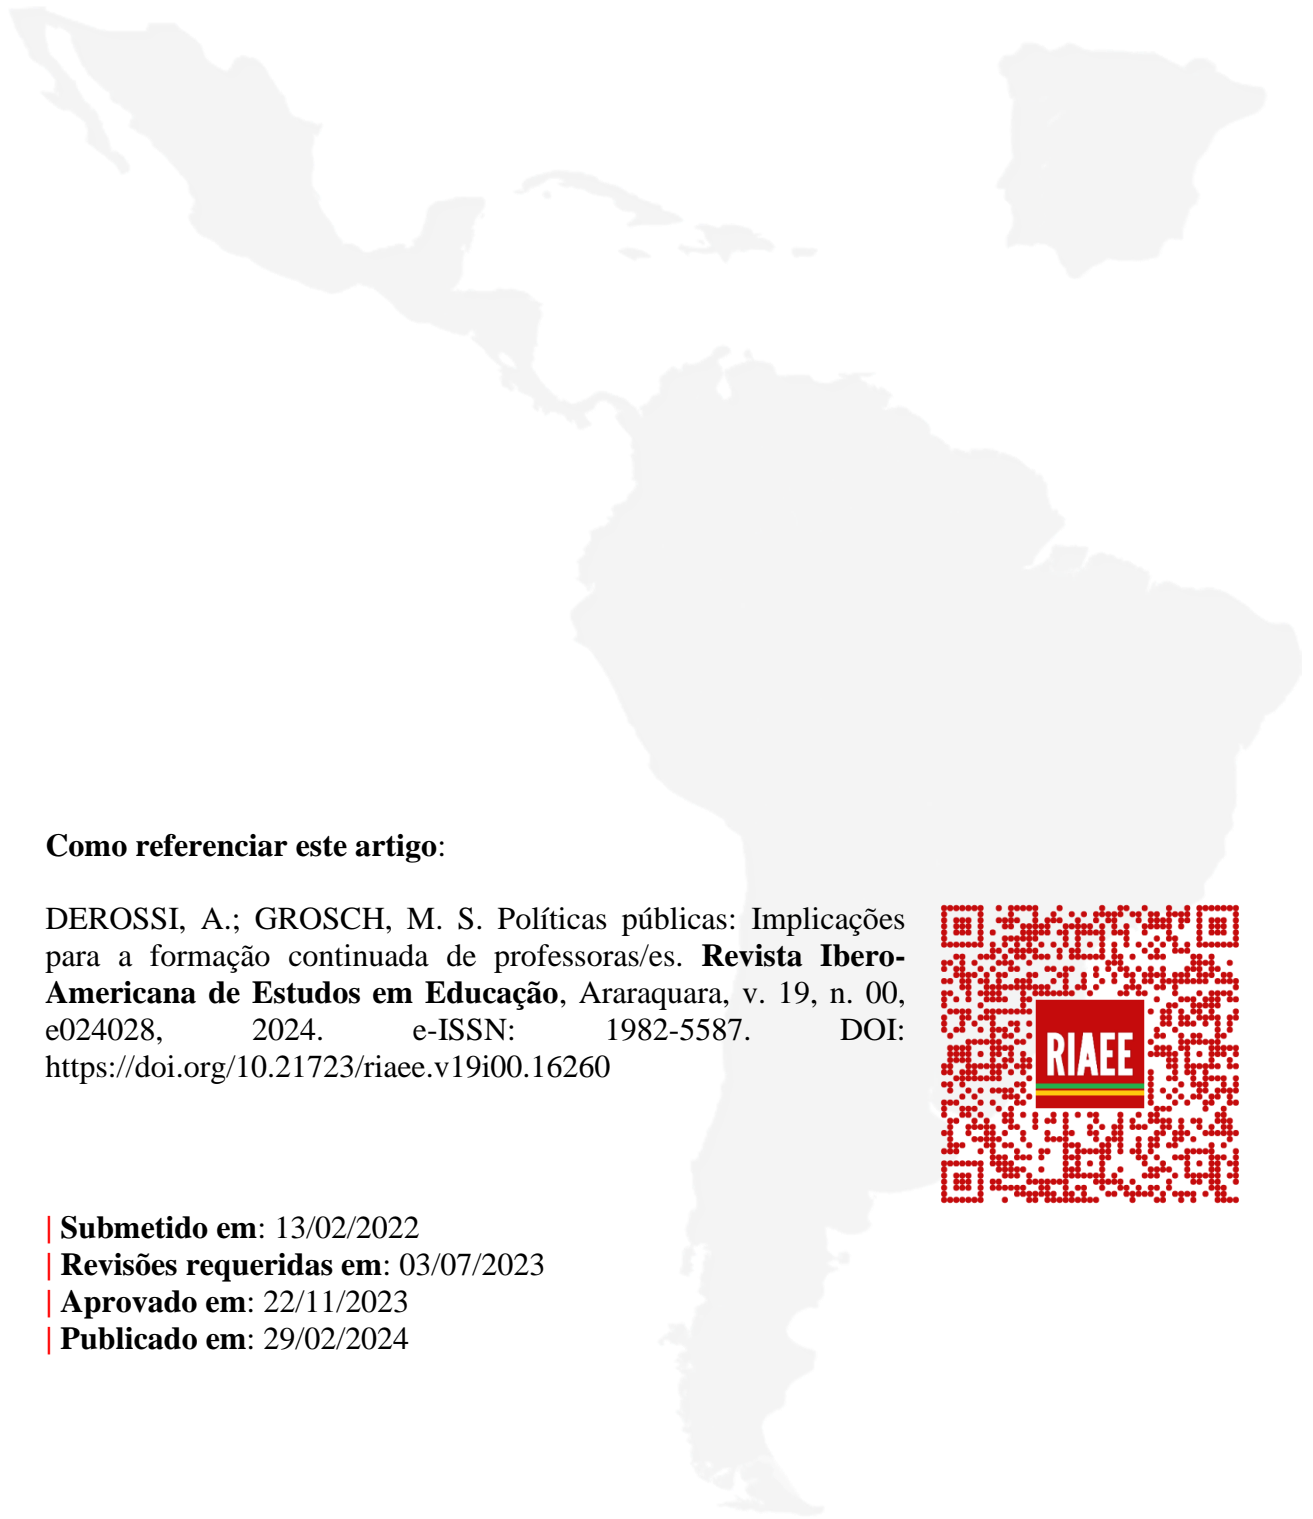 Como referenciar este artigo:
DEROSSI, A.; GROSCH, M. S. Políticas públicas: Implicações
para a formação continuada de professoras/es. Revista Ibero-
Americana de Estudos em Educação, Araraquara, v. 19, n. 00,
e024028, 2024. e-ISSN: 1982-5587. DOI:
https://doi.org/10.21723/riaee.v19i00.16260
RIAEE
| Submetido em: 13/02/2022
| Revisões requeridas em: 03/07/2023
| Aprovado em: 22/11/2023
| Publicado em: 29/02/2024